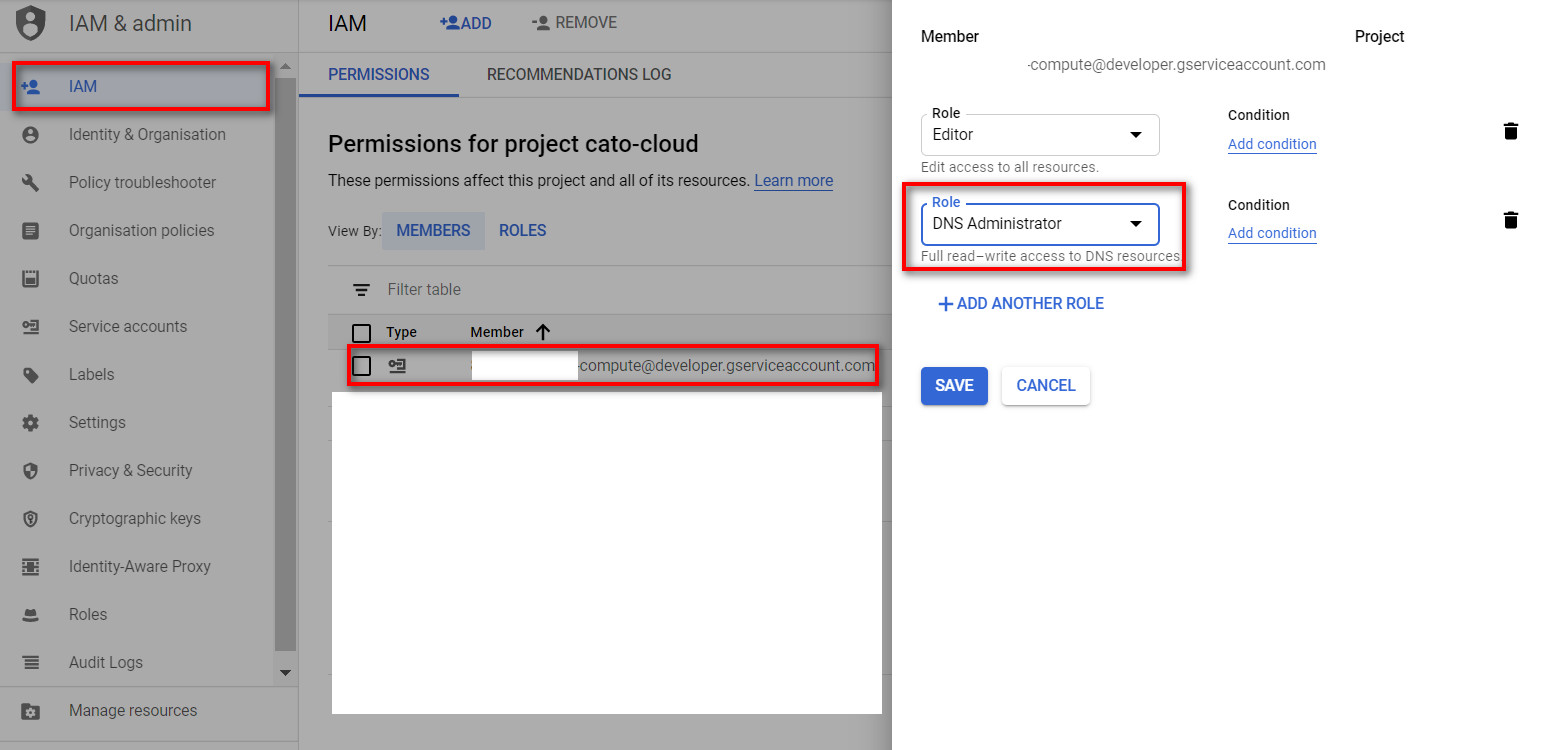 IAM & admin
IAM
Identity & Organisation
Policy troubleshooter
Organisation policies
Quotas
Service accounts
Labels
Settings
Privacy & Security
Cryptographic keys
Identity-Aware Proxy
Roles
Audit Logs
Manage resources
IAM
ADD
REMOVE
PERMISSIONS
RECOMMENDATIONS LOG
Permissions for project cato-cloud
These permissions affect this project and all of its resources. Learn more
View By: MEMBERS ROLES
Filter table
Type Member
-compute@developer.gserviceaccount.com
Member
Project
-compute@developer.gserviceaccount.com
Role
Editor
Edit access to all resources.
Condition
Add condition
Role
DNS Administrator
Full read–write access to DNS resources.
Condition
Add condition
ADD ANOTHER ROLE
SAVE
CANCEL